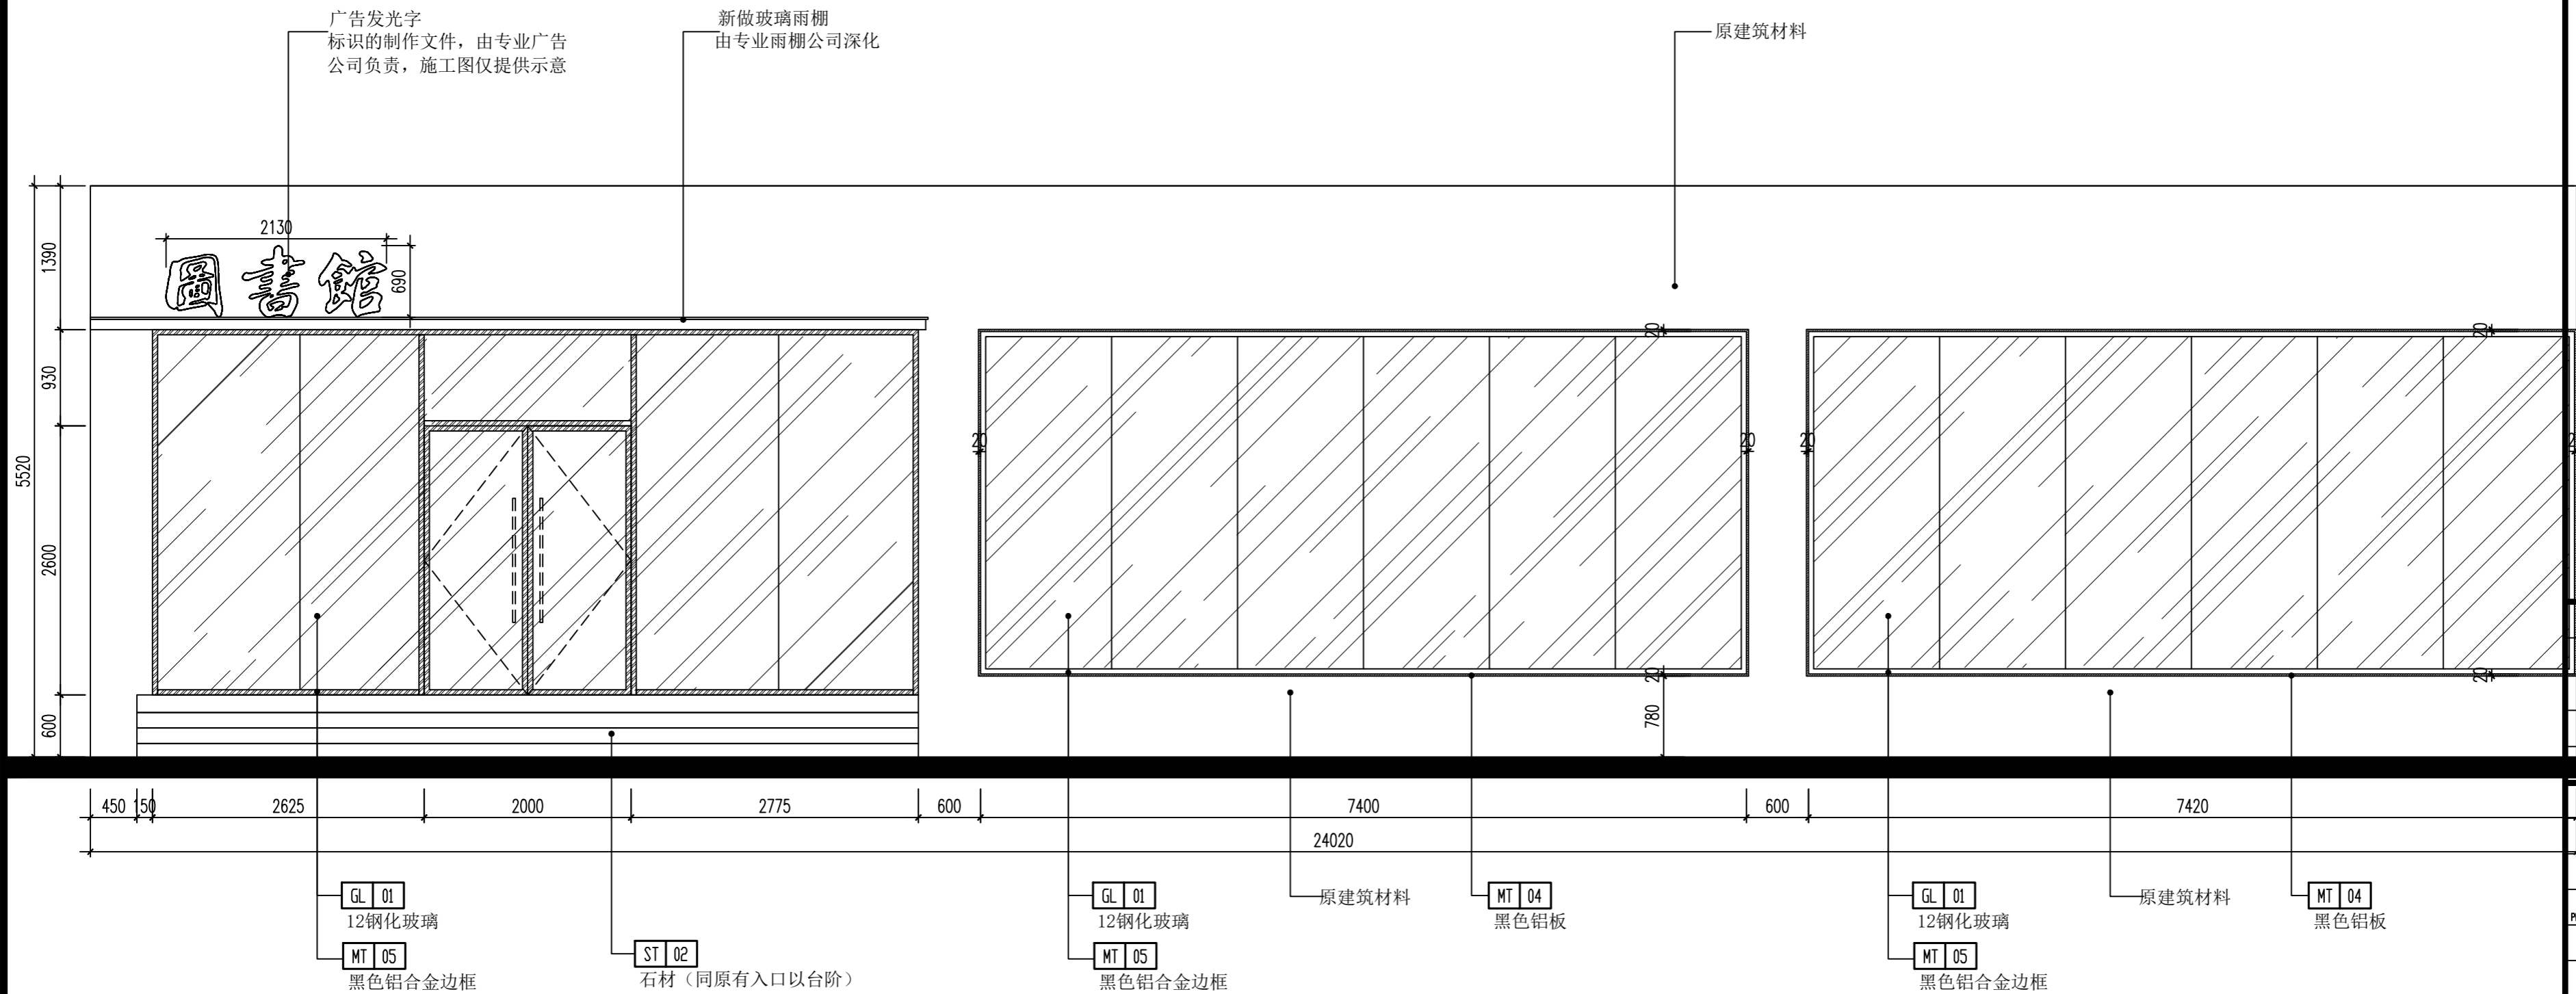 广告发光字
标识的制作文件，由专业广告
公司负责，施工图仅提供示意
新做玻璃雨棚
由专业雨棚公司深化
原建筑材料
2130
690
圖書館
1390
930
5520
2600
600
20
20
20
20
780
20
20
20
450
150
2625
2000
2775
600
7400
600
7420
24020
GL 01
12钢化玻璃
MT 05
黑色铝合金边框
ST 02
石材（同原有入口以台阶）
GL 01
12钢化玻璃
MT 05
黑色铝合金边框
原建筑材料
MT 04
黑色铝板
GL 01
12钢化玻璃
MT 05
黑色铝合金边框
原建筑材料
MT 04
黑色铝板